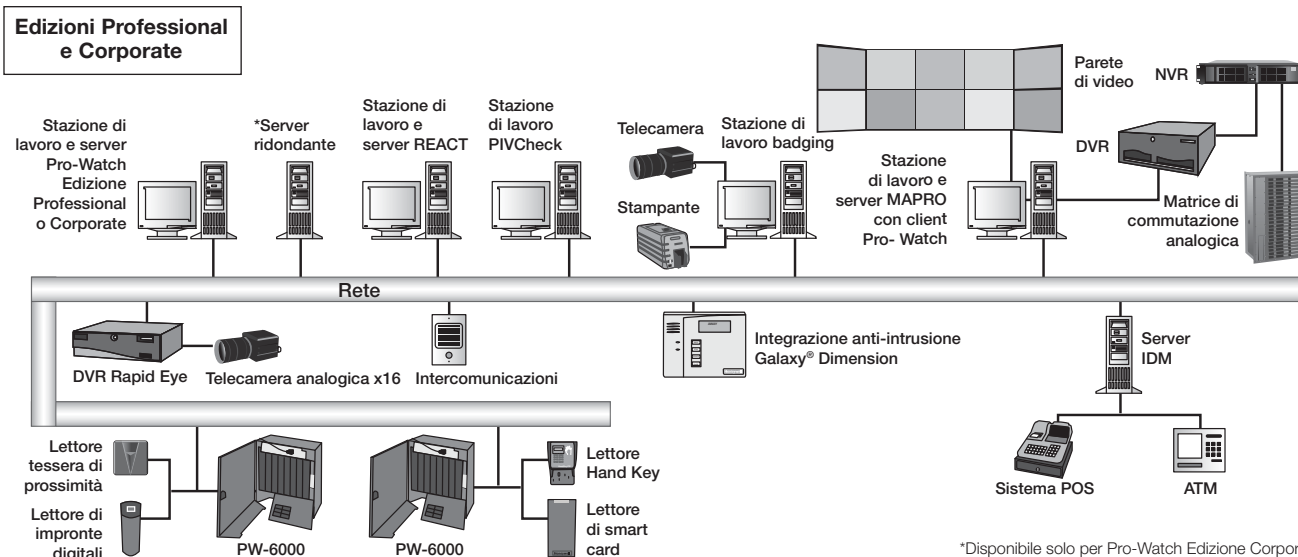 Edizioni Professional
e Corporate
Stazione di
lavoro e server
Pro-Watch
Edizione
Professional
o Corporate
*Server
ridondante
Stazione di
lavoro e
server REACT
Stazione
di lavoro
PIVCheck
Telecamera
Stampante
Stazione di
lavoro badging
Stazione
di lavoro e
server MAPRO
con client
Pro- Watch
Parete
di video
NVR
DVR
Matrice di
commutazione
analogica
Rete
DVR Rapid Eye
Telecamera analogica x16
Intercomunicazioni
Integrazione anti-intrusione
Galaxy® Dimension
Server
IDM
Lettore
tessera di
prossimità
Lettore di
impronte
digitali
PW-6000
PW-6000
Lettore
Hand Key
Lettore
di smart
card
Sistema POS
ATM
*Disponibile solo per Pro-Watch Edizione Corpor